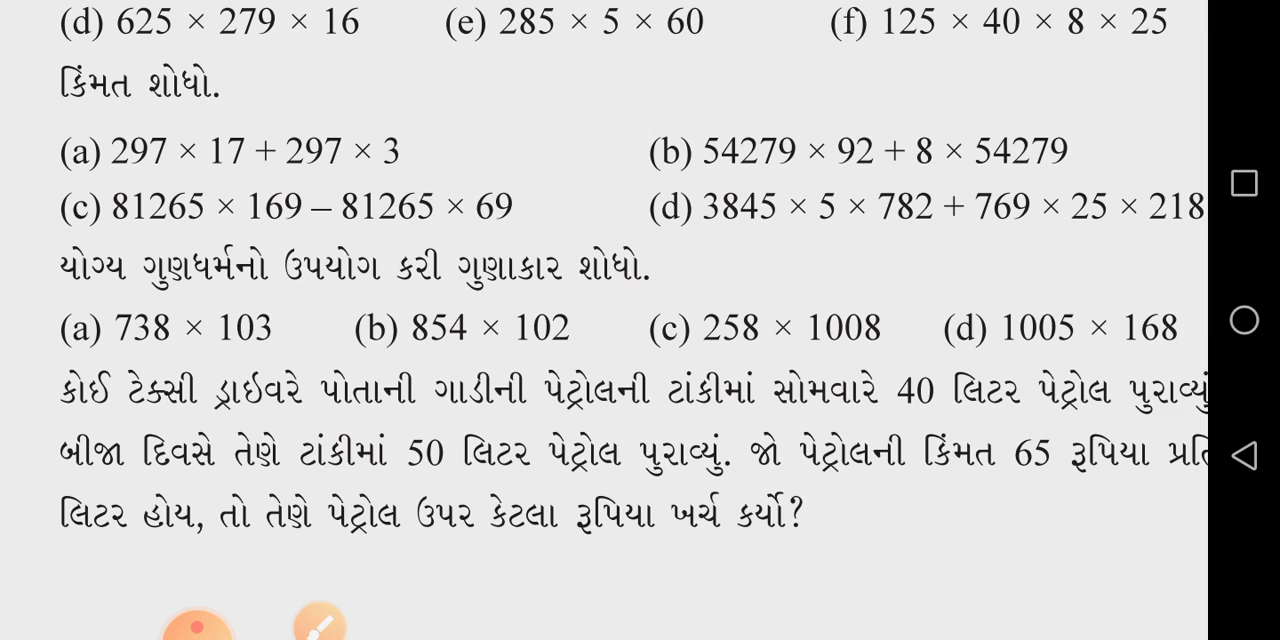 (d) 625 × 279 × 16 (e) 285 × 5 × 60 (f) 125 × 40 × 8 × 25
કિંમત શોધો.
(a) 297 × 17 + 297 × 3 (b) 54279 × 92 + 8 × 54279
(c) 81265 × 169 – 81265 × 69 (d) 3845 × 5 × 782 + 769 × 25 × 218
યોગ્ય ગુણધર્મનો ઉપયોગ કરી ગુણાકાર શોધો.
(a) 738 × 103 (b) 854 × 102 (c) 258 × 1008 (d) 1005 × 168
કોઈ ટેક્સી ડ્રાઇવરે પોતાની ગાડીની પેટ્રોલની ટાંકીમાં સોમવારે 40 લિટર પેટ્રોલ પુરાવ્યું
બીજા દિવસે તેણે ટાંકીમાં 50 લિટર પેટ્રોલ પુરાવ્યું. જો પેટ્રોલની કિંમત 65 રૂપિયા પ્રતિ
લિટર હોય, તો તેણે પેટ્રોલ ઉપર કેટલા રૂપિયા ખર્ચ કર્યો?